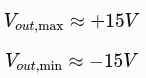 V_{out,max} ≈ +15V
V_{out,min} ≈ −15V